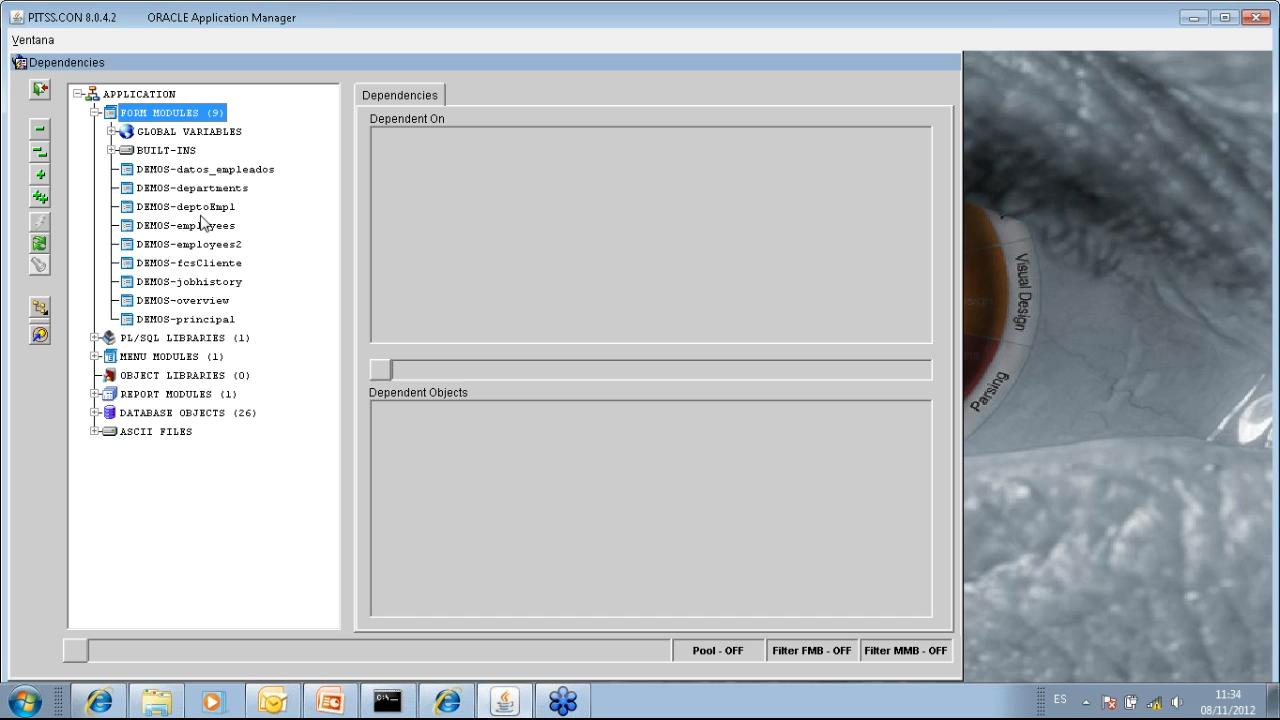 PITSS.CON 8.0.4.2 ORACLE Application Manager
Ventana
Dependencies
APPLICATION
FORM MODULES (9)
GLOBAL VARIABLES
BUILT-INS
DEMOS-datos_empleados
DEMOS-departments
DEMOS-deptoEmpl
DEMOS-employees
DEMOS-employees2
DEMOS-fcsCliente
DEMOS-jobhistory
DEMOS-overview
DEMOS-principal
PL/SQL LIBRARIES (1)
MENU MODULES (1)
OBJECT LIBRARIES (0)
REPORT MODULES (1)
DATABASE OBJECTS (26)
ASCII FILES
Dependencies
Dependent On
Dependent Objects
Pool - OFF Filter FMB - OFF Filter MMB - OFF
Visual Design
Parsing
ES
11:34
08/11/2012